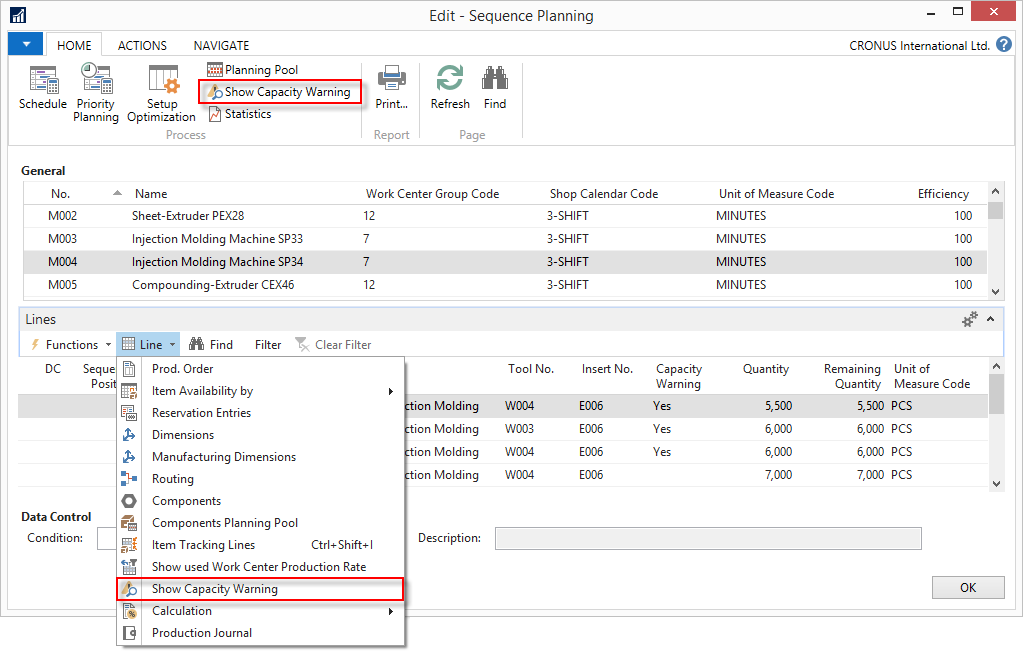 Edit - Sequence Planning
HOME ACTIONS NAVIGATE CRONUS International Ltd. ?
Schedule
Priority Planning
Setup Optimization
Planning Pool
Show Capacity Warning
Statistics
Process
Print...
Report
Refresh
Find
Page
General
No. Name Work Center Group Code Shop Calendar Code Unit of Measure Code Efficiency
M002 Sheet-Extruder PEX28 12 3-SHIFT MINUTES 100
M003 Injection Molding Machine SP33 7 3-SHIFT MINUTES 100
M004 Injection Molding Machine SP34 7 3-SHIFT MINUTES 100
M005 Compounding-Extruder CEX46 12 3-SHIFT MINUTES 100
Lines
Functions Line Find Filter Clear Filter
DC Seque Posit Tool No. Insert No. Capacity Warning Quantity Remaining Quantity Unit of Measure Code
ction Molding W004 E006 Yes 5,500 5,500 PCS
ction Molding W003 E006 Yes 6,000 6,000 PCS
ction Molding W004 E006 Yes 6,000 6,000 PCS
ction Molding W004 E006 7,000 7,000 PCS
Prod. Order
Item Availability by
Reservation Entries
Dimensions
Manufacturing Dimensions
Routing
Components
Components Planning Pool
Item Tracking Lines Ctrl+Shift+I
Show used Work Center Production Rate
Show Capacity Warning
Calculation
Production Journal
Data Control
Condition: Description:
OK